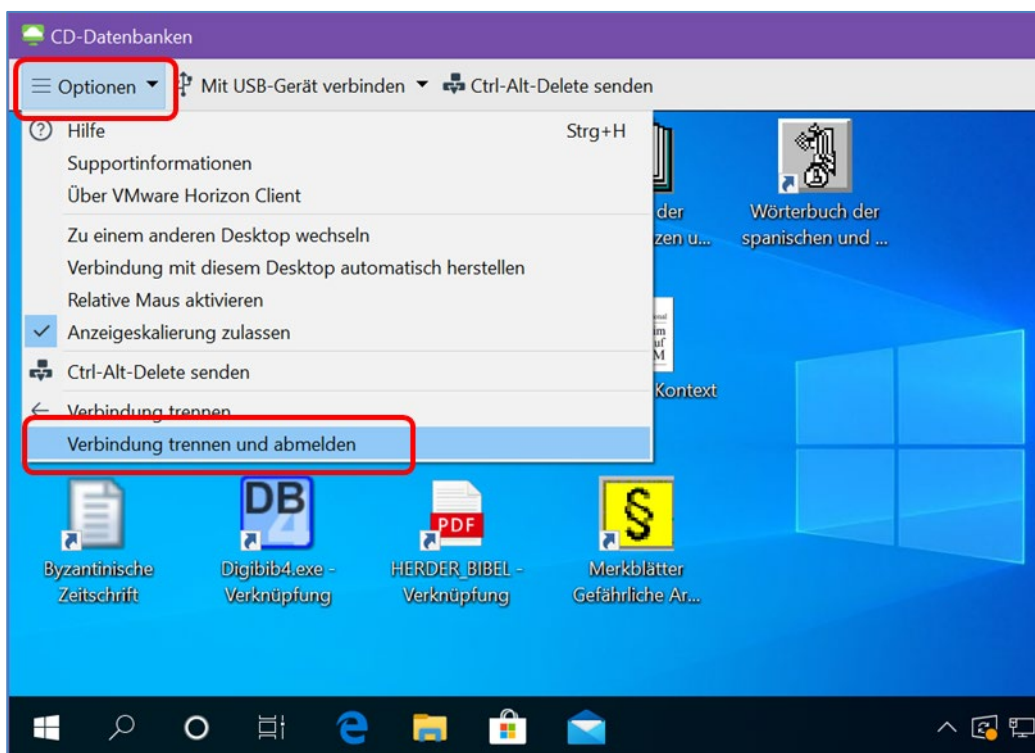 CD-Datenbanken
Optionen
Mit USB-Gerät verbinden
Ctrl-Alt-Delete senden
Hilfe Strg+H
Supportinformationen
Über VMware Horizon Client
Zu einem anderen Desktop wechseln
Verbindung mit diesem Desktop automatisch herstellen
Relative Maus aktivieren
Anzeigeskalierung zulassen
Ctrl-Alt-Delete senden
Verbindung trennen
Verbindung trennen und abmelden
der
zen u...
Wörterbuch der
spanischen und ...
im
uf
M
Kontext
Byzantinische
Zeitschrift
DB
4
Digibib4.exe -
Verknüpfung
PDF
HERDER_BIBEL -
Verknüpfung
§
Merkblätter
Gefährliche Ar...